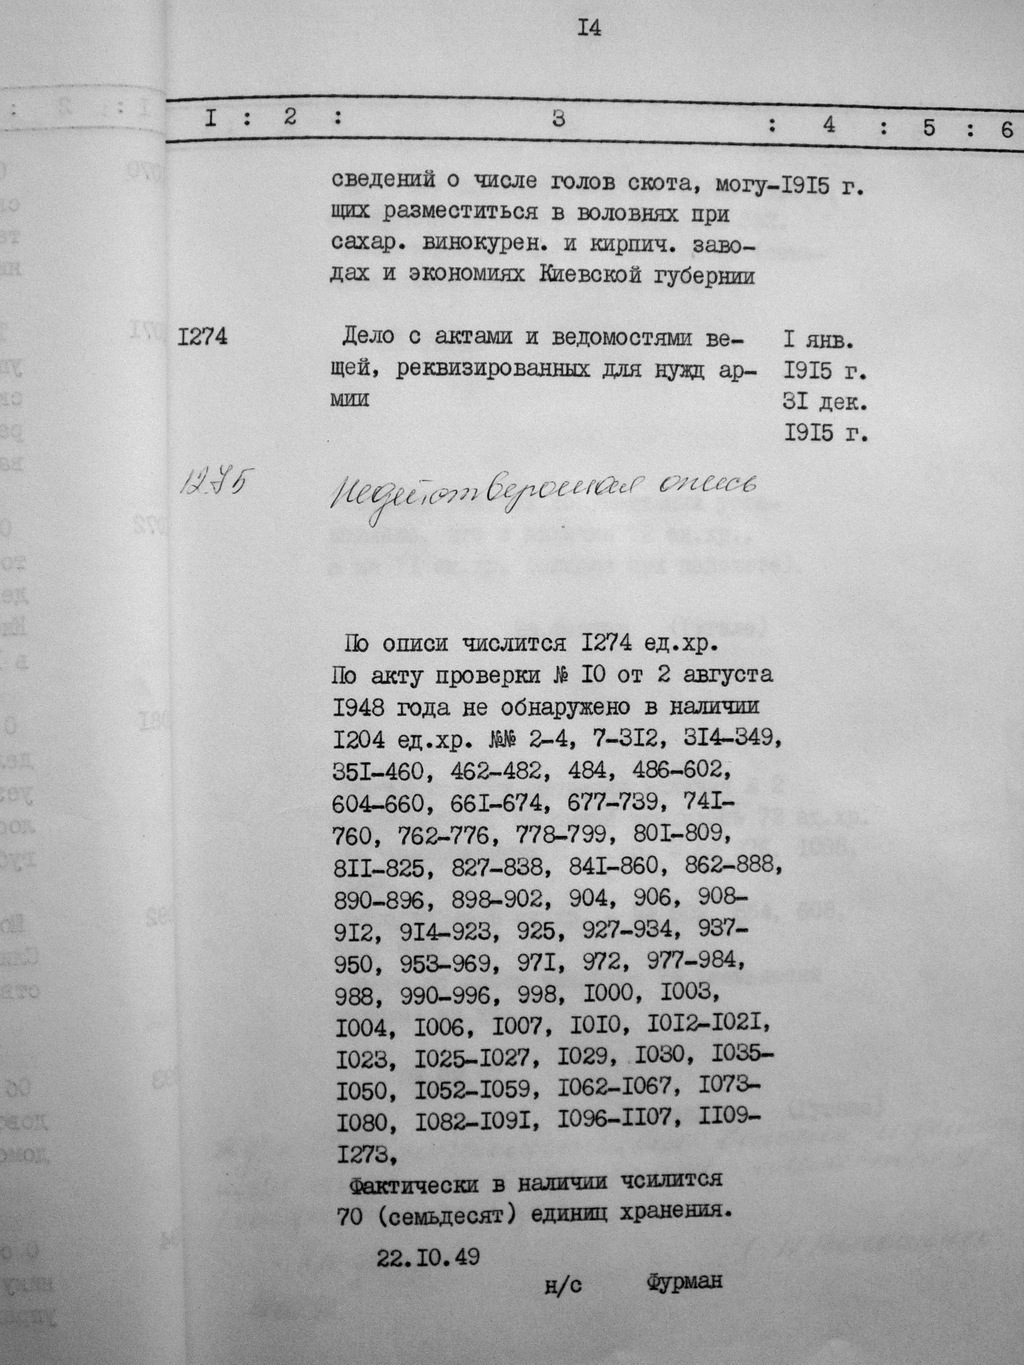 I4
I : 2 : 3 : 4 : 5 : 6
сведений о числе голов скота, могу-I9I5 г.
щих разместиться в воловнях при
сахар. винокурен. и кирпич. заво-
дах и экономиях Киевской губернии
I274 Дело с актами и ведомостями ве- I янв.
щей, реквизированных для нужд ар- I9I5 г.
мии 3I дек.
I9I5 г.
1275 Недействерошная опись
По описи числится I274 ед.хр.
По акту проверки № I0 от 2 августа
I948 года не обнаружено в наличии
I204 ед.хр. №№ 2-4, 7-3I2, 3I4-349,
35I-460, 462-482, 484, 486-602,
604-660, 66I-674, 677-739, 74I-
760, 762-776, 778-799, 80I-809,
8II-825, 827-838, 84I-860, 862-888,
890-896, 898-902, 904, 906, 908-
9I2, 9I4-923, 925, 927-934, 937-
950, 953-969, 97I, 972, 977-984,
988, 990-996, 998, I000, I003,
I004, I006, I007, I0I0, I0I2-I02I,
I023, I025-I027, I029, I030, I035-
I050, I052-I059, I062-I067, I073-
I080, I082-I09I, I096-II07, II09-
I273,
Фактически в наличии чсилится
70 (семьдесят) единиц хранения.
22.I0.49
н/с Фурман